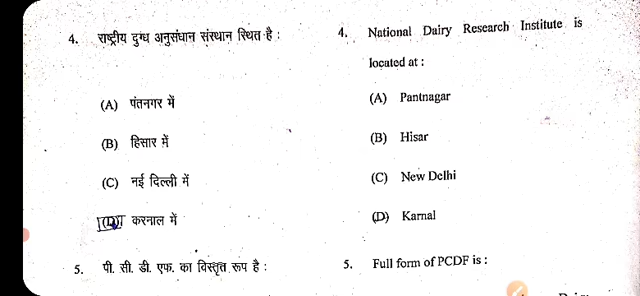 4. राष्ट्रीय दुग्ध अनुसंधान संस्थान स्थित है :
(A) पंतनगर में
(B) हिसार में
(C) नई दिल्ली में
(D) करनाल में
5. पी. सी. डी. एफ. का विस्तृत रूप है :
4. National Dairy Research Institute is
located at :
(A) Pantnagar
(B) Hisar
(C) New Delhi
(D) Karnal
5. Full form of PCDF is :